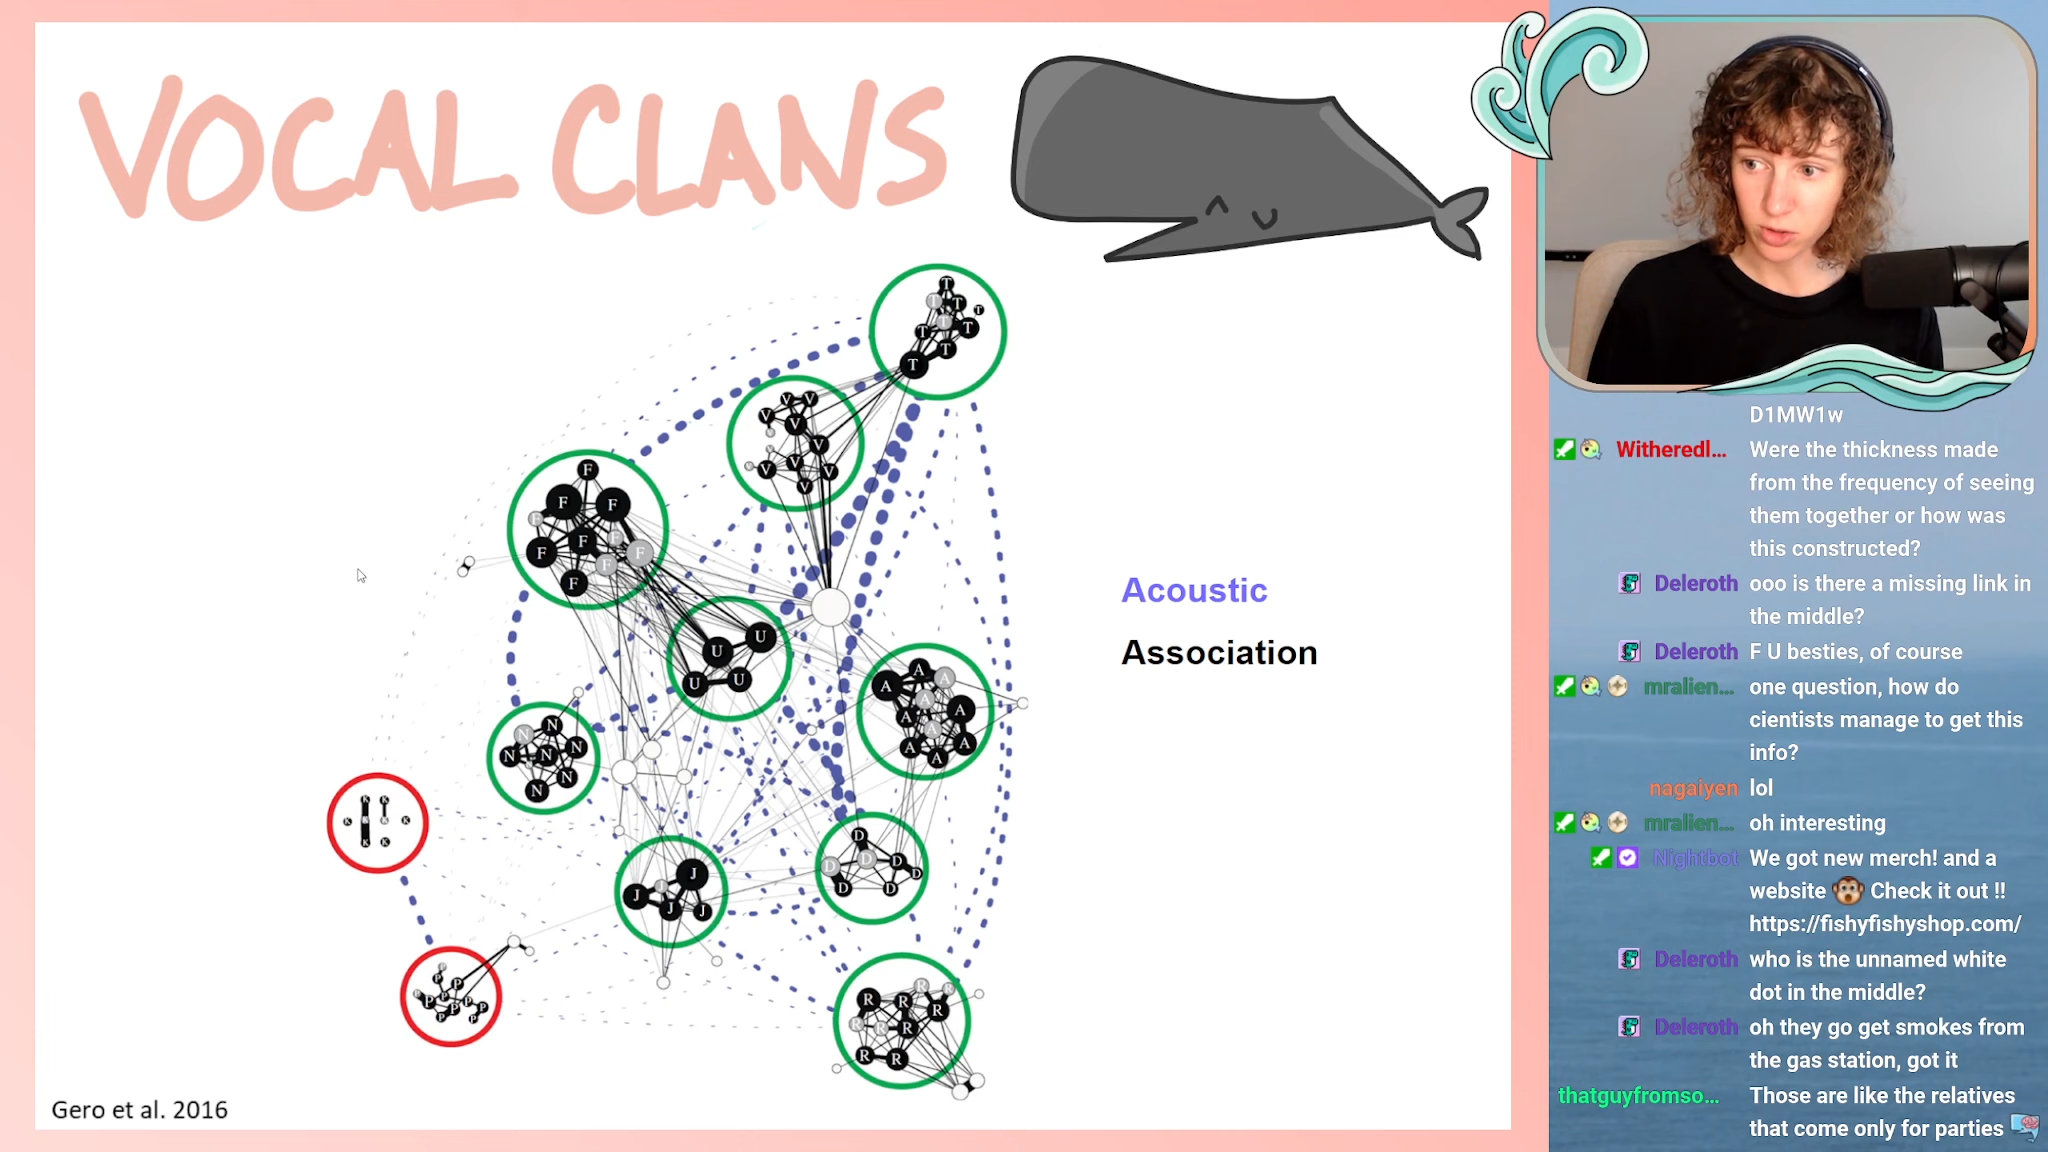 VOCAL CLANS
T T T T T T T T T
V V V V V V V V V
F F F F F F F F F F
U U U U
A A A A A A A A A A
N N N N N N N
K K K K K K K K
J J J J J
D D D D D D D
P P P P P P P P P
R R R R R R R R R R
Acoustic
Association
Gero et al. 2016
D1MW1w
Witheredl... Were the thickness made
from the frequency of seeing
them together or how was
this constructed?
Deleroth ooo is there a missing link in
the middle?
Deleroth F U besties, of course
mralien... one question, how do
cientists manage to get this
info?
nagaiyen lol
mralien... oh interesting
Nightbot We got new merch! and a
website 🙊 Check it out !!
https://fishyfishyshop.com/
Deleroth who is the unnamed white
dot in the middle?
Deleroth oh they go get smokes from
the gas station, got it
thatguyfromso... Those are like the relatives
that come only for parties